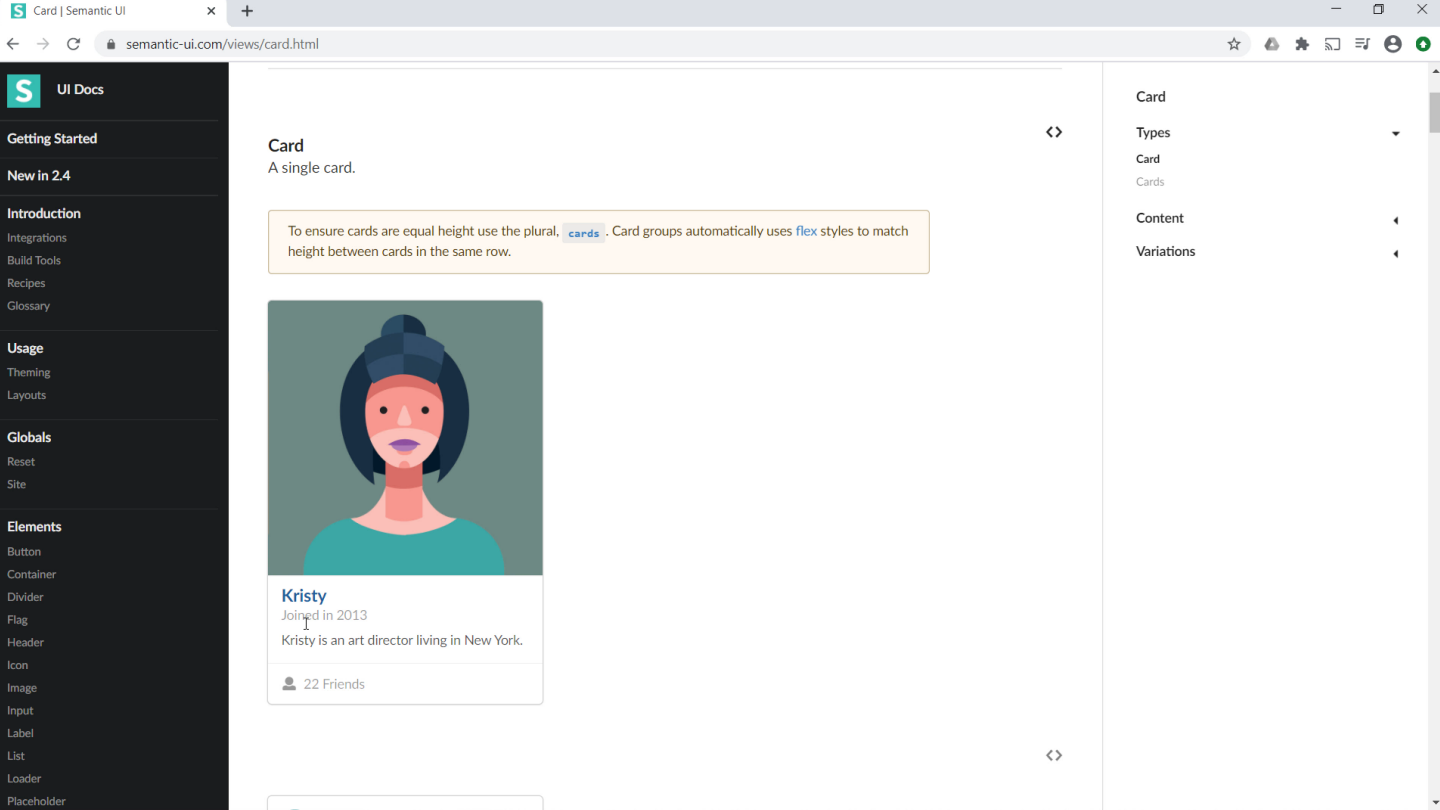 S Card | Semantic UI
semantic-ui.com/views/card.html
S UI Docs
Getting Started
New in 2.4
Introduction
Integrations
Build Tools
Recipes
Glossary
Usage
Theming
Layouts
Globals
Reset
Site
Elements
Button
Container
Divider
Flag
Header
Icon
Image
Input
Label
List
Loader
Placeholder
Card
A single card.
To ensure cards are equal height use the plural, cards . Card groups automatically uses flex styles to match
height between cards in the same row.
Kristy
Joined in 2013
Kristy is an art director living in New York.
22 Friends
Card
Types
Card
Cards
Content
Variations